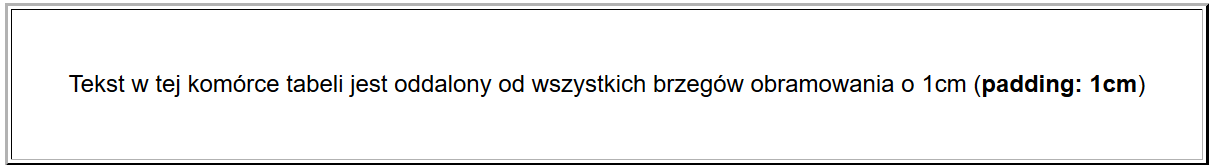 Tekst w tej komórce tabeli jest oddalony od wszystkich brzegów obramowania o 1cm (padding: 1cm)